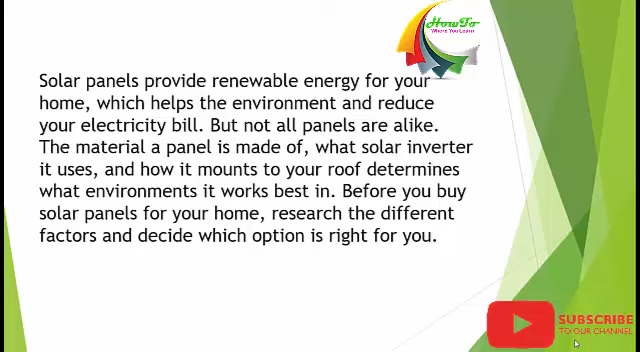 HowTo
Where You Learn
Solar panels provide renewable energy for your
home, which helps the environment and reduce
your electricity bill. But not all panels are alike.
The material a panel is made of, what solar inverter
it uses, and how it mounts to your roof determines
what environments it works best in. Before you buy
solar panels for your home, research the different
factors and decide which option is right for you.
SUBSCRIBE
TO OUR CHANNEL